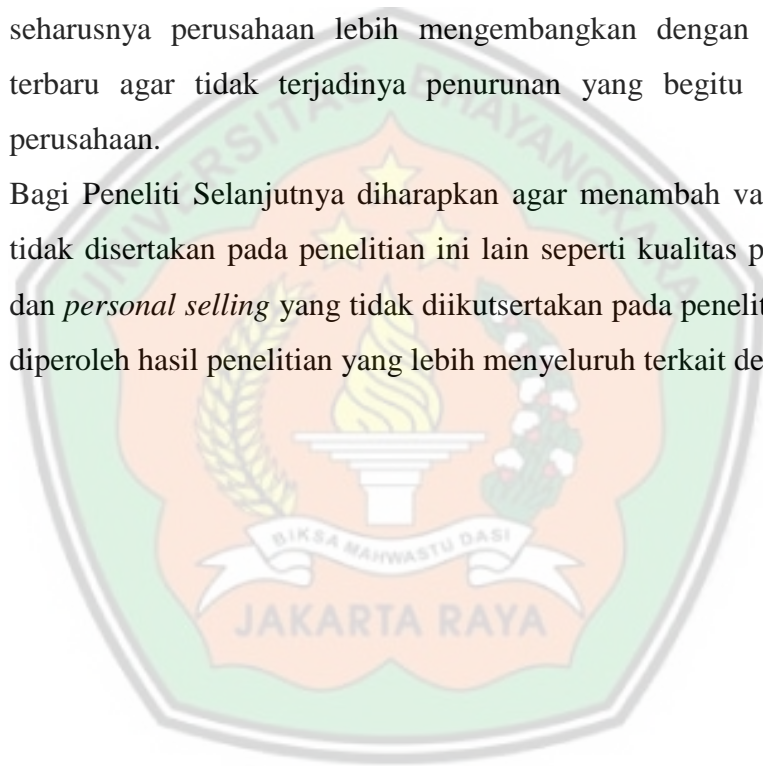 seharusnya perusahaan lebih mengembangkan dengan
terbaru agar tidak terjadinya penurunan yang begitu
perusahaan.
Bagi Peneliti Selanjutnya diharapkan agar menambah va
tidak disertakan pada penelitian ini lain seperti kualitas p
dan personal selling yang tidak diikutsertakan pada penelit
diperoleh hasil penelitian yang lebih menyeluruh terkait de
UNIVERSITAS BHAYANGKARA
BIKSA MAHWASTU DASI
JAKARTA RAYA